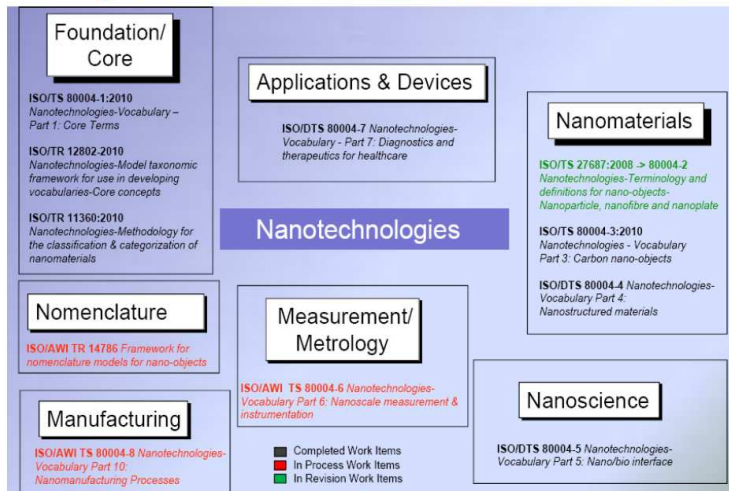 Foundation/
Core
ISO/TS 80004-1:2010
Nanotechnologies-Vocabulary –
Part 1: Core Terms
ISO/TR 12802-2010
Nanotechnologies-Model taxonomic
framework for use in developing
vocabularies-Core concepts
ISO/TR 11360:2010
Nanotechnologies-Methodology for
the classification & categorization of
nanomaterials
Applications & Devices
ISO/DTS 80004-7 Nanotechnologies-
Vocabulary - Part 7: Diagnostics and
therapeutics for healthcare
Nanomaterials
ISO/TS 27687:2008 -> 80004-2
Nanotechnologies-Terminology and
definitions for nano-objects-
Nanoparticle, nanofibre and nanoplate
ISO/TS 80004-3:2010
Nanotechnologies - Vocabulary
Part 3: Carbon nano-objects
ISO/DTS 80004-4 Nanotechnologies-
Vocabulary Part 4:
Nanostructured materials
Nanotechnologies
Nomenclature
ISO/AWI TR 14786 Framework for
nomenclature models for nano-objects
Measurement/
Metrology
ISO/AWI TS 80004-6 Nanotechnologies-
Vocabulary Part 6: Nanoscale measurement &
instrumentation
Manufacturing
ISO/AWI TS 80004-8 Nanotechnologies-
Vocabulary Part 10:
Nanomanufacturing Processes
Completed Work Items
In Process Work Items
In Revision Work Items
Nanoscience
ISO/DTS 80004-5 Nanotechnologies-
Vocabulary Part 5: Nano/bio interface